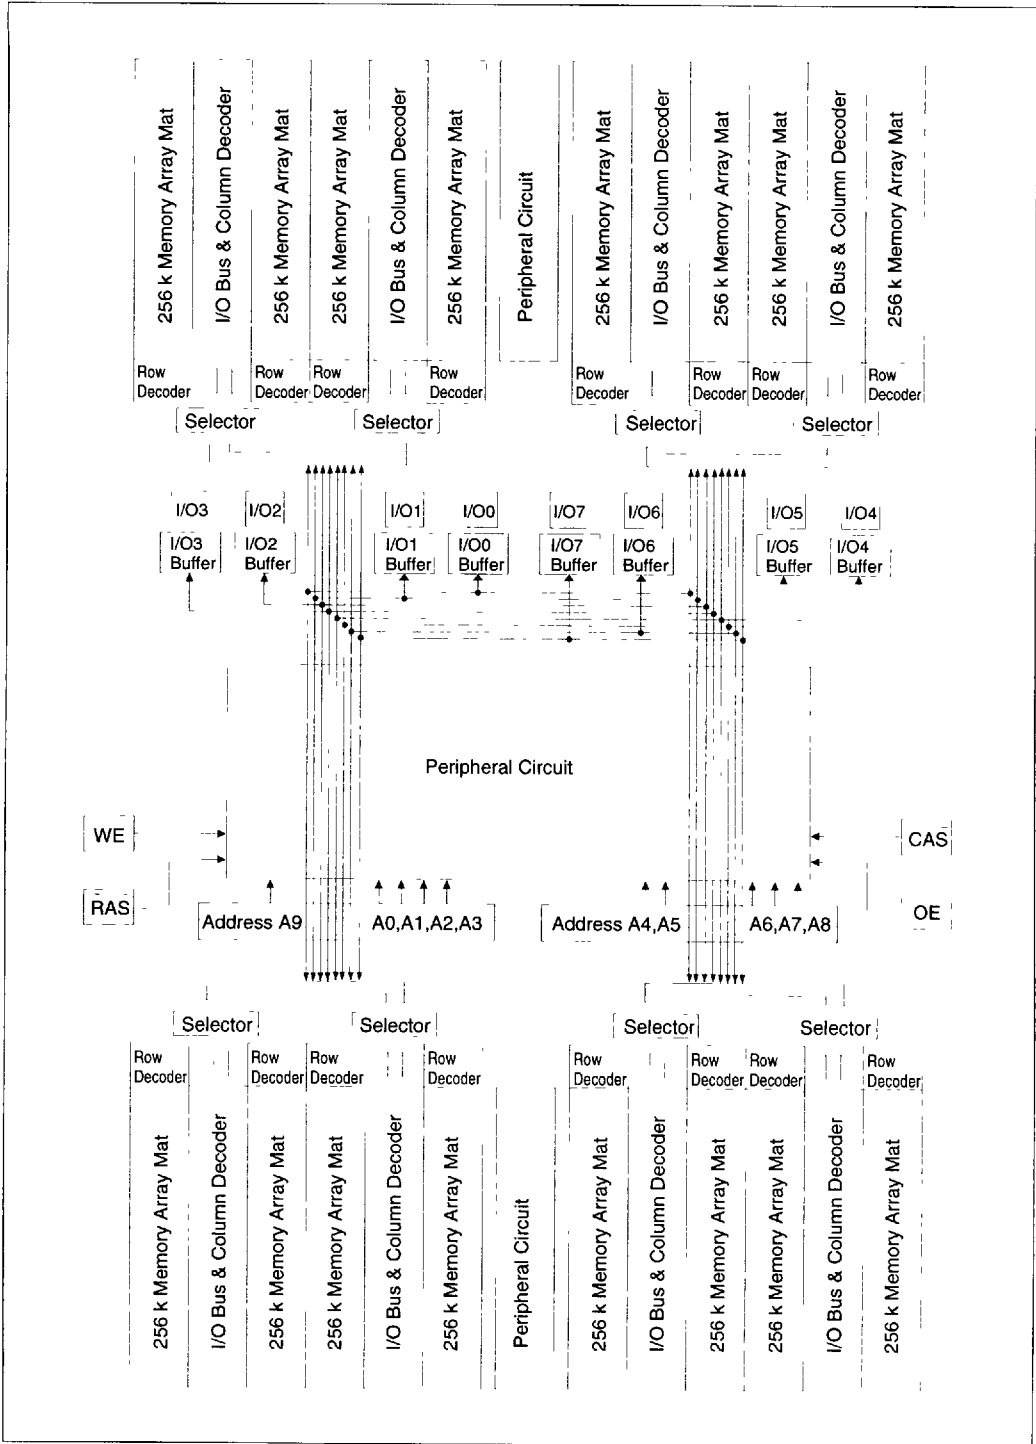 256 k Memory Array Mat
I/O Bus & Column Decoder
256 k Memory Array Mat
256 k Memory Array Mat
I/O Bus & Column Decoder
256 k Memory Array Mat
Peripheral Circuit
256 k Memory Array Mat
I/O Bus & Column Decoder
256 k Memory Array Mat
256 k Memory Array Mat
I/O Bus & Column Decoder
256 k Memory Array Mat
Row
Decoder
Row
Decoder
Row
Decoder
Row
Decoder
Row
Decoder
Row
Decoder
Row
Decoder
Row
Decoder
Selector
Selector
Selector
Selector
I/O3
I/O2
I/O1
I/O0
I/O7
I/O6
I/O5
I/O4
I/O3
Buffer
I/O2
Buffer
I/O1
Buffer
I/O0
Buffer
I/O7
Buffer
I/O6
Buffer
I/O5
Buffer
I/O4
Buffer
Peripheral Circuit
WE
CAS
RAS
Address A9
A0,A1,A2,A3
Address A4,A5
A6,A7,A8
OE
Selector
Selector
Selector
Selector
Row
Decoder
Row
Decoder
Row
Decoder
Row
Decoder
Row
Decoder
Row
Decoder
Row
Decoder
Row
Decoder
256 k Memory Array Mat
I/O Bus & Column Decoder
256 k Memory Array Mat
256 k Memory Array Mat
I/O Bus & Column Decoder
256 k Memory Array Mat
Peripheral Circuit
256 k Memory Array Mat
I/O Bus & Column Decoder
256 k Memory Array Mat
256 k Memory Array Mat
I/O Bus & Column Decoder
256 k Memory Array Mat